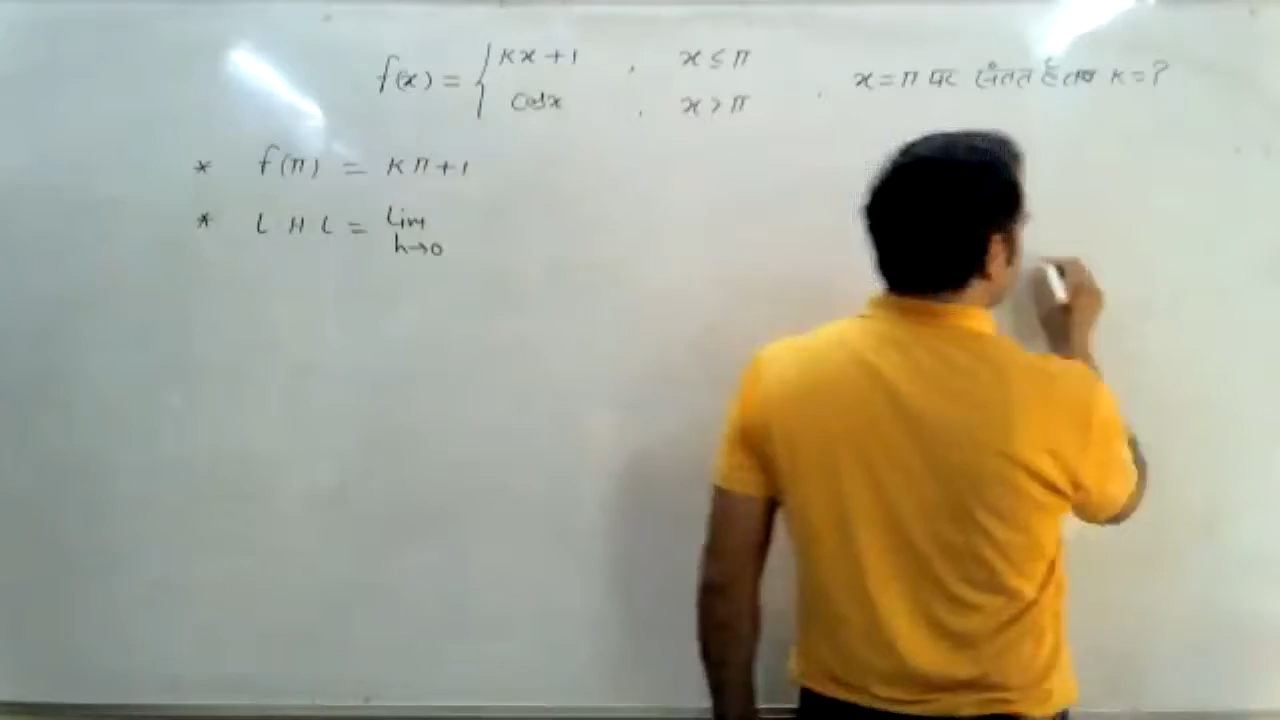 f(x) = { kx+1 , x ≤ π
cosx , x > π , x = π पर संतत है तब k = ?
* f(π) = kπ+1
* LHL = Lim
h→0